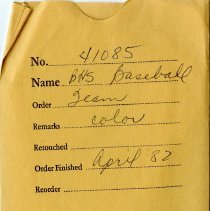 No. 41085
Name BHS Baseball
Order Team
Remarks color
Retouched
Order Finished April '82
Reorder